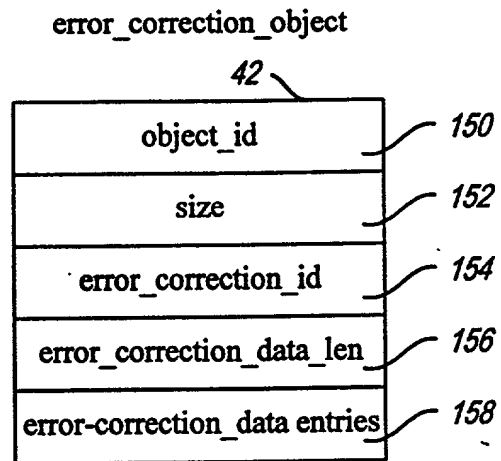 error_correction_object
42
object_id 150
size 152
error_correction_id 154
error_correction_data_len 156
error-correction_data entries 158